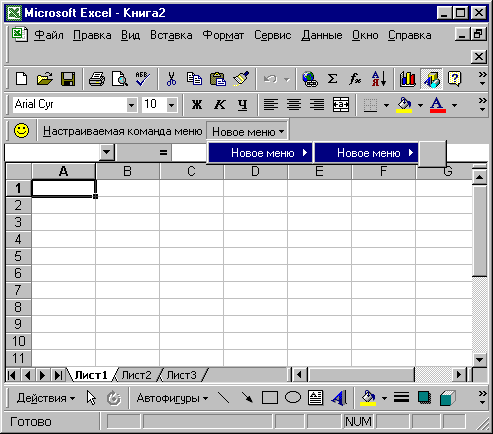 Microsoft Excel - Книга2
Файл Правка Вид Вставка Формат Сервис Данные Окно Справка
Arial Cyr 10 Ж К Ч
Настраиваемая команда меню Новое меню
Новое меню Новое меню
=
A B C D E F G
1
2
3
4
5
6
7
8
9
10
11
Лист1 Лист2 Лист3
Действия Автофигуры
Готово NUM